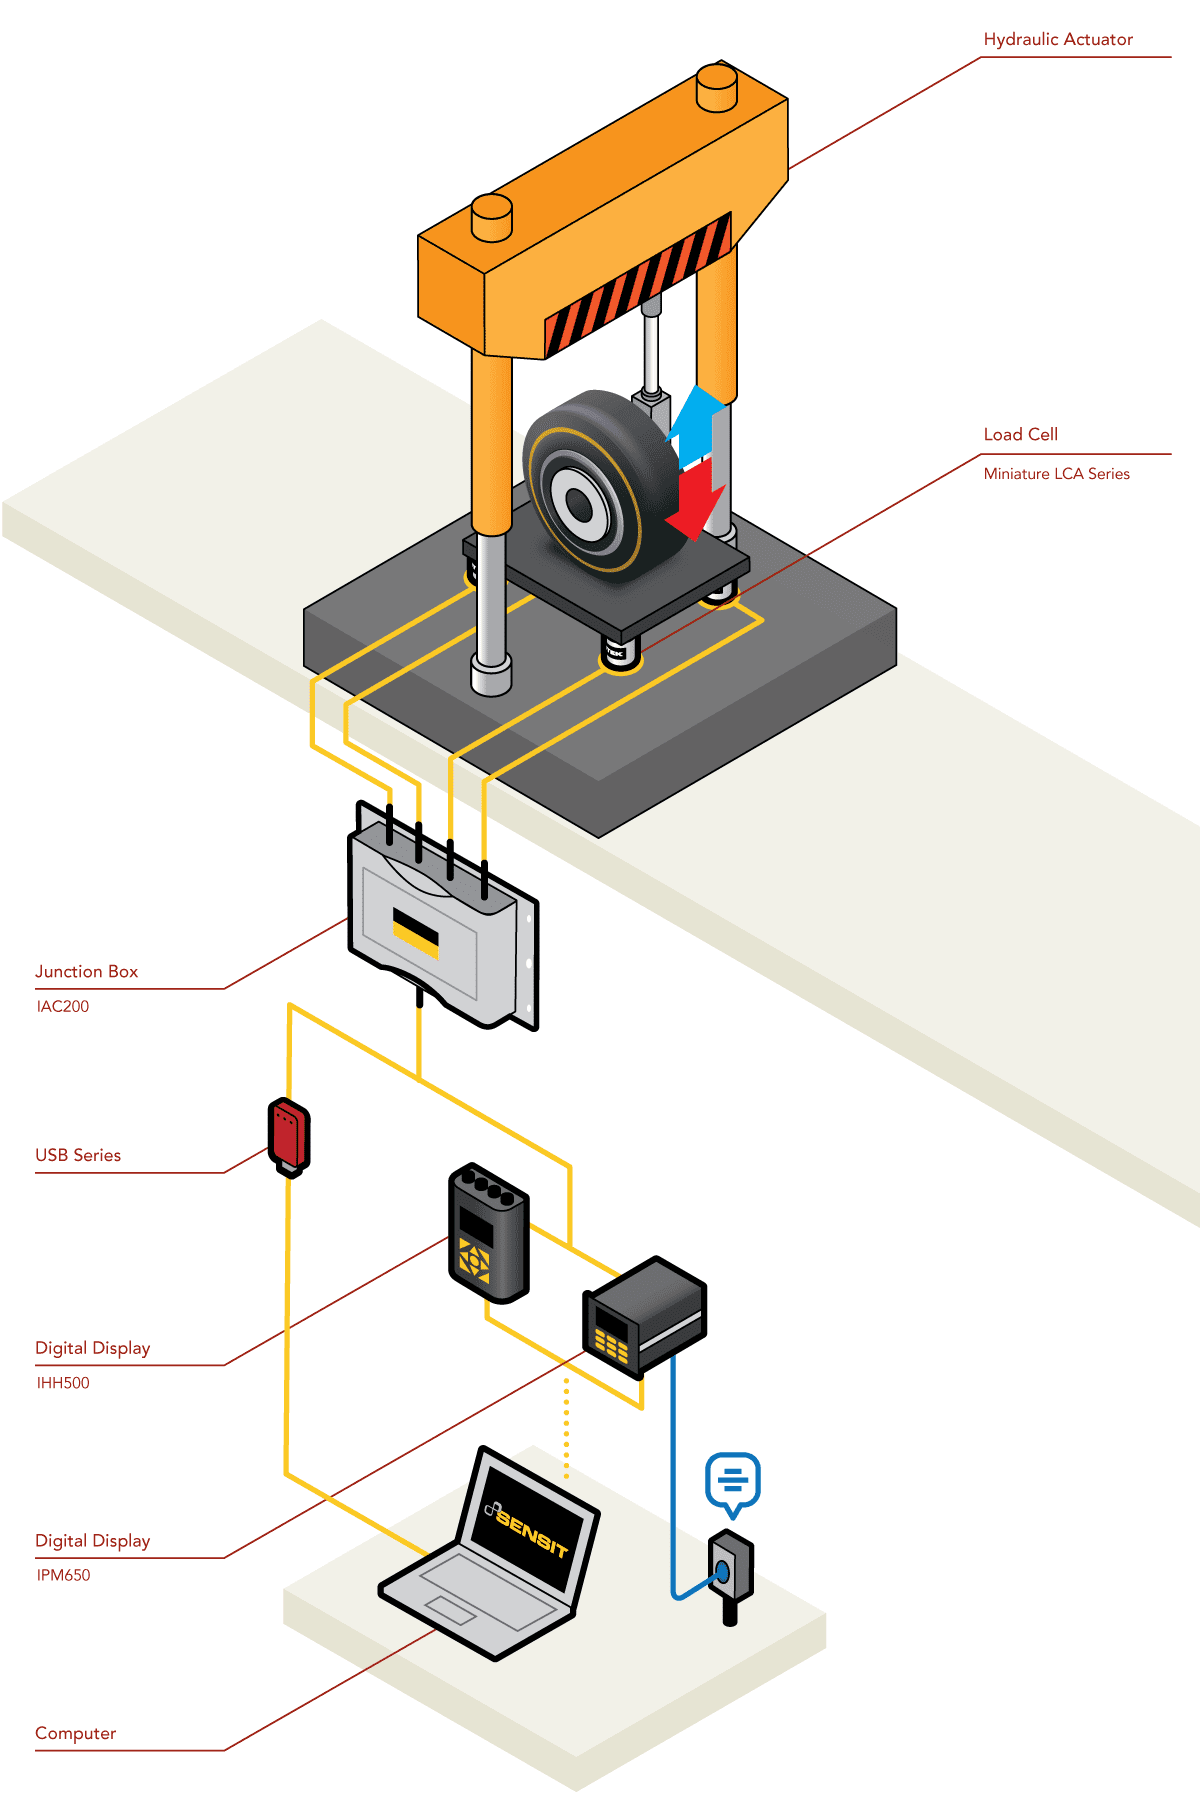 Hydraulic Actuator
Load Cell
Miniature LCA Series
TEK
Junction Box
IAC200
USB Series
Digital Display
IHH500
Digital Display
IPM650
SENSIT
Computer